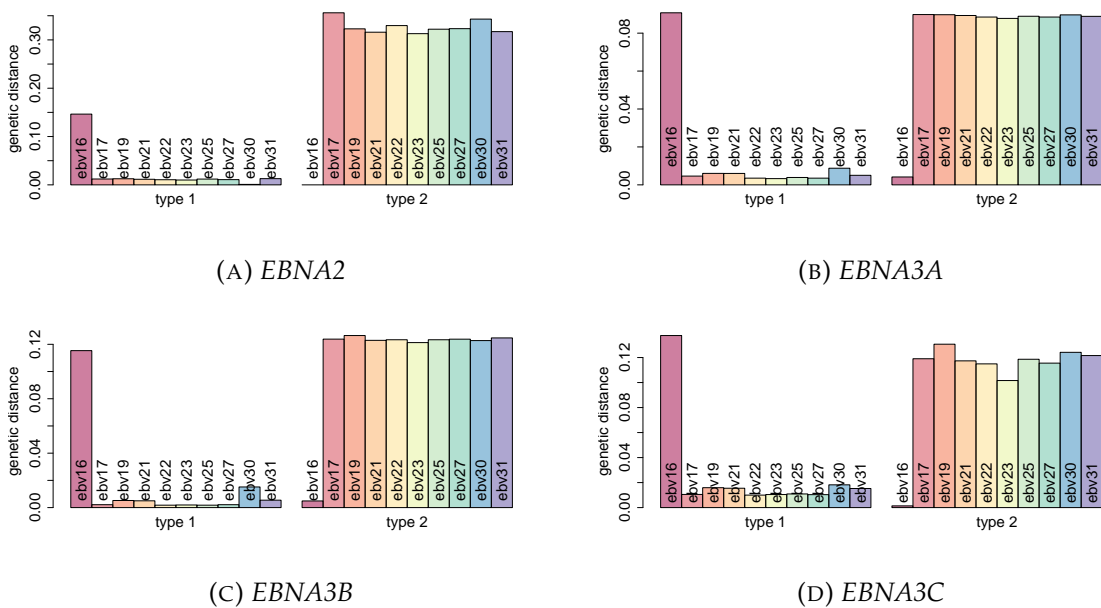 genetic distance
0.00 0.10 0.20 0.30
ebv16 ebv17 ebv19 ebv21 ebv22 ebv23 ebv25 ebv27 ebv30 ebv31
ebv16 ebv17 ebv19 ebv21 ebv22 ebv23 ebv25 ebv27 ebv30 ebv31
type 1 type 2
(A) EBNA2
genetic distance
0.00 0.04 0.08
ebv16 ebv17 ebv19 ebv21 ebv22 ebv23 ebv25 ebv27 ebv30 ebv31
ebv16 ebv17 ebv19 ebv21 ebv22 ebv23 ebv25 ebv27 ebv30 ebv31
type 1 type 2
(B) EBNA3A
genetic distance
0.00 0.04 0.08 0.12
ebv16 ebv17 ebv19 ebv21 ebv22 ebv23 ebv25 ebv27 ebv30 ebv31
ebv16 ebv17 ebv19 ebv21 ebv22 ebv23 ebv25 ebv27 ebv30 ebv31
type 1 type 2
(C) EBNA3B
genetic distance
0.00 0.04 0.08 0.12
ebv16 ebv17 ebv19 ebv21 ebv22 ebv23 ebv25 ebv27 ebv30 ebv31
ebv16 ebv17 ebv19 ebv21 ebv22 ebv23 ebv25 ebv27 ebv30 ebv31
type 1 type 2
(D) EBNA3C